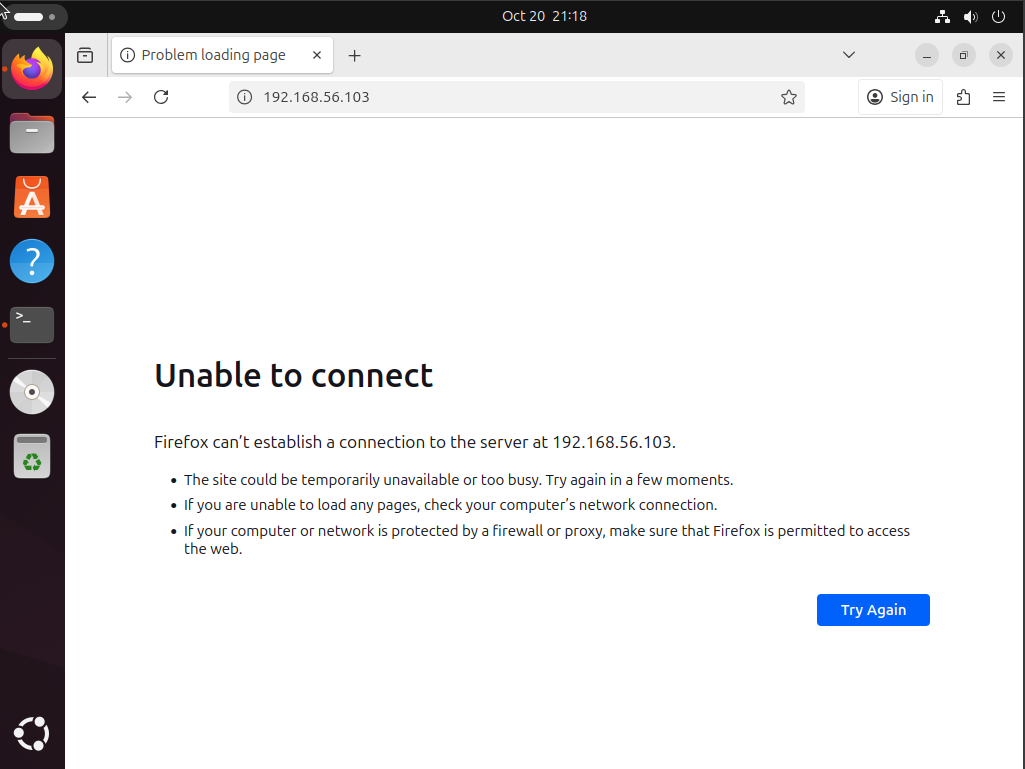 Oct 20 21:18
Problem loading page
192.168.56.103
Sign in
Unable to connect
Firefox can’t establish a connection to the server at 192.168.56.103.
The site could be temporarily unavailable or too busy. Try again in a few moments.
If you are unable to load any pages, check your computer’s network connection.
If your computer or network is protected by a firewall or proxy, make sure that Firefox is permitted to access
the web.
Try Again